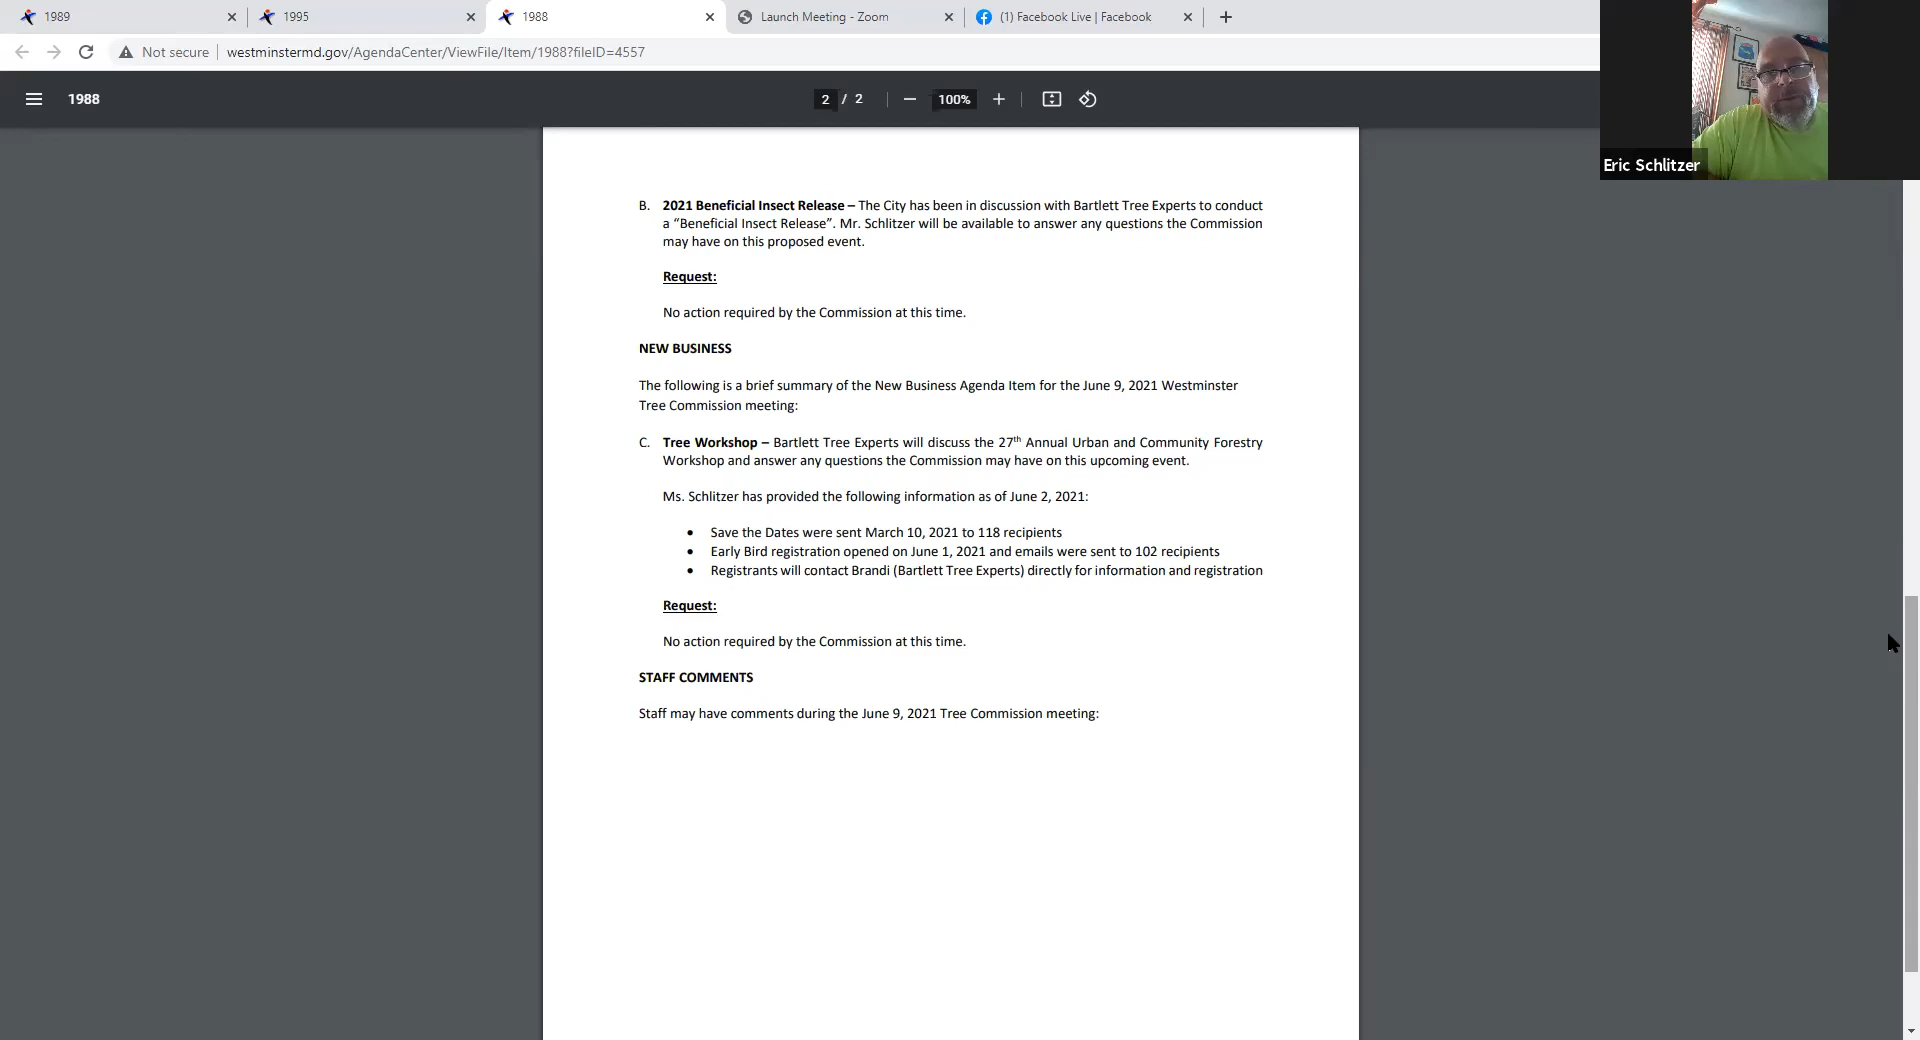 1989
1995
1988
Launch Meeting - Zoom
(1) Facebook Live | Facebook
Not secure
westminstermd.gov/AgendaCenter/ViewFile/Item/1988?fileID=4557
1988
2 / 2
100%
Eric Schlitzer
B. 2021 Beneficial Insect Release – The City has been in discussion with Bartlett Tree Experts to conduct
a “Beneficial Insect Release”. Mr. Schlitzer will be available to answer any questions the Commission
may have on this proposed event.
Request:
No action required by the Commission at this time.
NEW BUSINESS
The following is a brief summary of the New Business Agenda Item for the June 9, 2021 Westminster
Tree Commission meeting:
C. Tree Workshop – Bartlett Tree Experts will discuss the 27th Annual Urban and Community Forestry
Workshop and answer any questions the Commission may have on this upcoming event.
Ms. Schlitzer has provided the following information as of June 2, 2021:
• Save the Dates were sent March 10, 2021 to 118 recipients
• Early Bird registration opened on June 1, 2021 and emails were sent to 102 recipients
• Registrants will contact Brandi (Bartlett Tree Experts) directly for information and registration
Request:
No action required by the Commission at this time.
STAFF COMMENTS
Staff may have comments during the June 9, 2021 Tree Commission meeting: